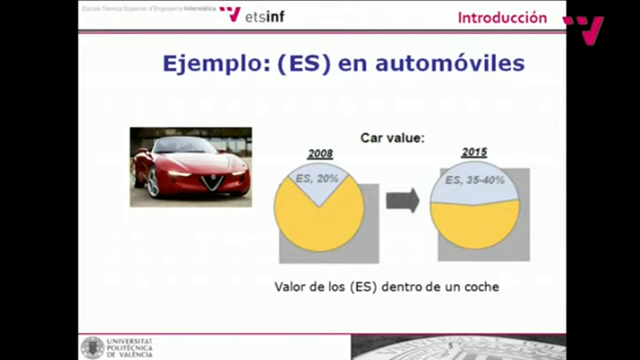 Escola Tècnica Superior d'Enginyeria Informàtica
etsinf
Introducción
Ejemplo: (ES) en automóviles
Car value:
2008
2015
ES, 20%
ES, 35-40%
Valor de los (ES) dentro de un coche
UNIVERSITAT
POLITÈCNICA
DE VALÈNCIA
5